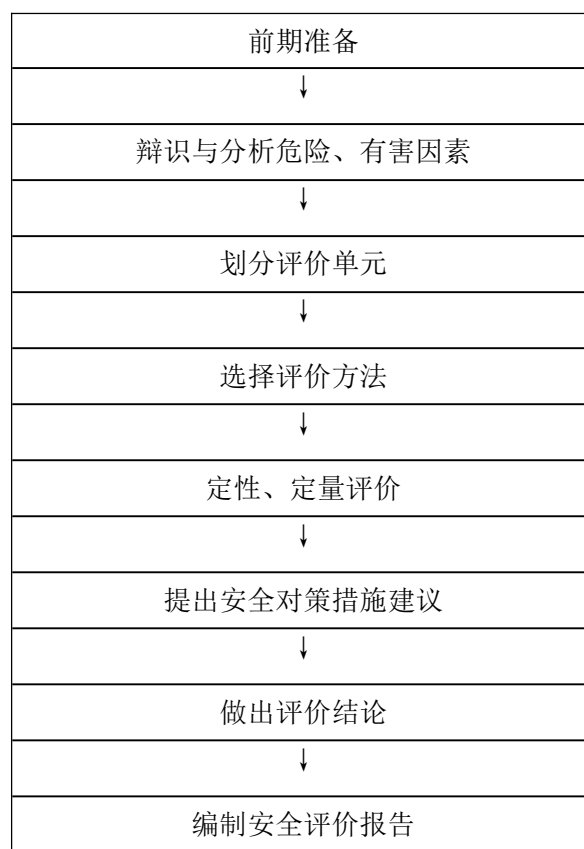 前期准备
↓
辩识与分析危险、有害因素
↓
划分评价单元
↓
选择评价方法
↓
定性、定量评价
↓
提出安全对策措施建议
↓
做出评价结论
↓
编制安全评价报告